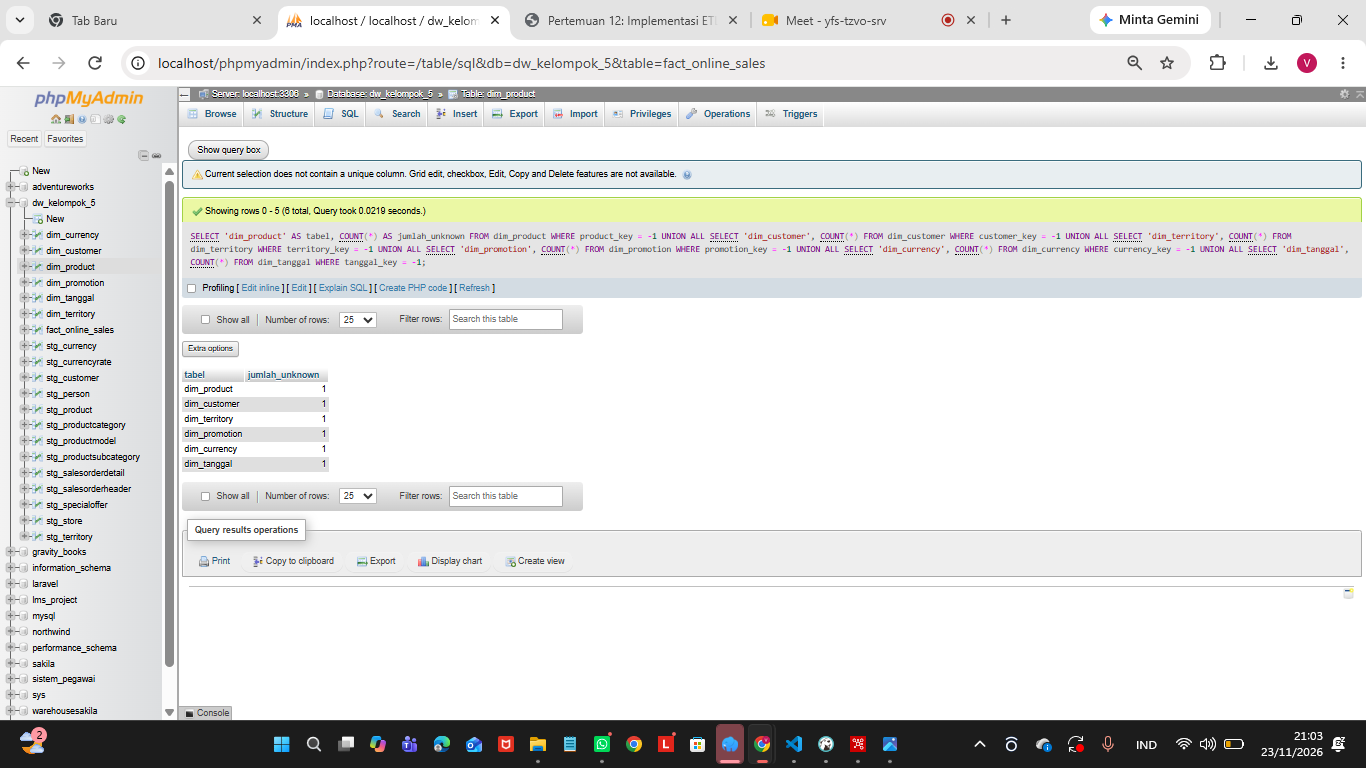 Tab Baru
localhost / localhost / dw_kelom
Pertemuan 12: Implementasi ETL
Meet - yfs-tzvo-srv
Minta Gemini
localhost/phpmyadmin/index.php?route=/table/sql&db=dw_kelompok_5&table=fact_online_sales
V
phpMyAdmin
Recent
Favorites
New
adventureworks
dw_kelompok_5
New
dim_currency
dim_customer
dim_product
dim_promotion
dim_tanggal
dim_territory
fact_online_sales
stg_currency
stg_currencyrate
stg_customer
stg_person
stg_product
stg_productcategory
stg_productmodel
stg_productsubcategory
stg_salesorderdetail
stg_salesorderheader
stg_specialoffer
stg_store
stg_territory
gravity_books
information_schema
laravel
lms_project
mysql
northwind
performance_schema
sakila
sistem_pegawai
sys
warehousesakila
Server: localhost:3306 » Database: dw_kelompok_5 » Table: dim_product
Browse Structure SQL Search Insert Export Import Privileges Operations Triggers
Show query box
Current selection does not contain a unique column. Grid edit, checkbox, Edit, Copy and Delete features are not available.
Showing rows 0 - 5 (6 total, Query took 0.0219 seconds.)
SELECT 'dim_product' AS tabel, COUNT(*) AS jumlah_unknown FROM dim_product WHERE product_key = -1 UNION ALL SELECT 'dim_customer', COUNT(*) FROM dim_customer WHERE customer_key = -1 UNION ALL SELECT 'dim_territory', COUNT(*) FROM
dim_territory WHERE territory_key = -1 UNION ALL SELECT 'dim_promotion', COUNT(*) FROM dim_promotion WHERE promotion_key = -1 UNION ALL SELECT 'dim_currency', COUNT(*) FROM dim_currency WHERE currency_key = -1 UNION ALL SELECT 'dim_tanggal',
COUNT(*) FROM dim_tanggal WHERE tanggal_key = -1;
Profiling [ Edit inline ] [ Edit ] [ Explain SQL ] [ Create PHP code ] [ Refresh ]
Show all | Number of rows: 25 Filter rows: Search this table
Extra options
tabel jumlah_unknown
dim_product 1
dim_customer 1
dim_territory 1
dim_promotion 1
dim_currency 1
dim_tanggal 1
Show all | Number of rows: 25 Filter rows: Search this table
Query results operations
Print Copy to clipboard Export Display chart Create view
Console
2
IND
21:03
23/11/2026